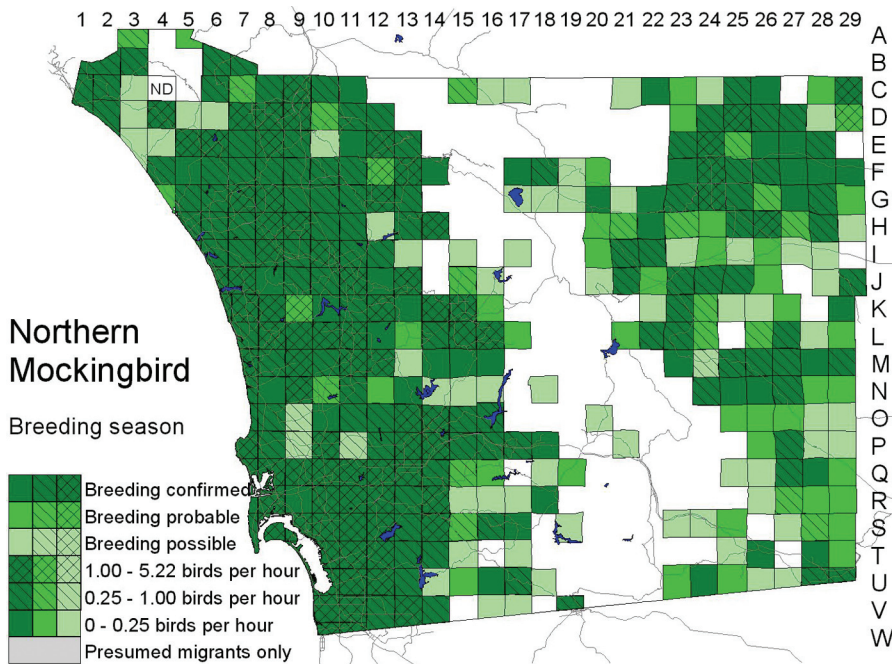 1 2 3 4 5 6 7 8 9 10 11 12 13 14 15 16 17 18 19 20 21 22 23 24 25 26 27 28 29
A
B
C
ND
D
E
F
G
H
I
J
K
L
M
N
O
P
Q
R
S
T
U
V
W
Northern
Mockingbird
Breeding season
Breeding confirmed
Breeding probable
Breeding possible
1.00 - 5.22 birds per hour
0.25 - 1.00 birds per hour
0 - 0.25 birds per hour
Presumed migrants only